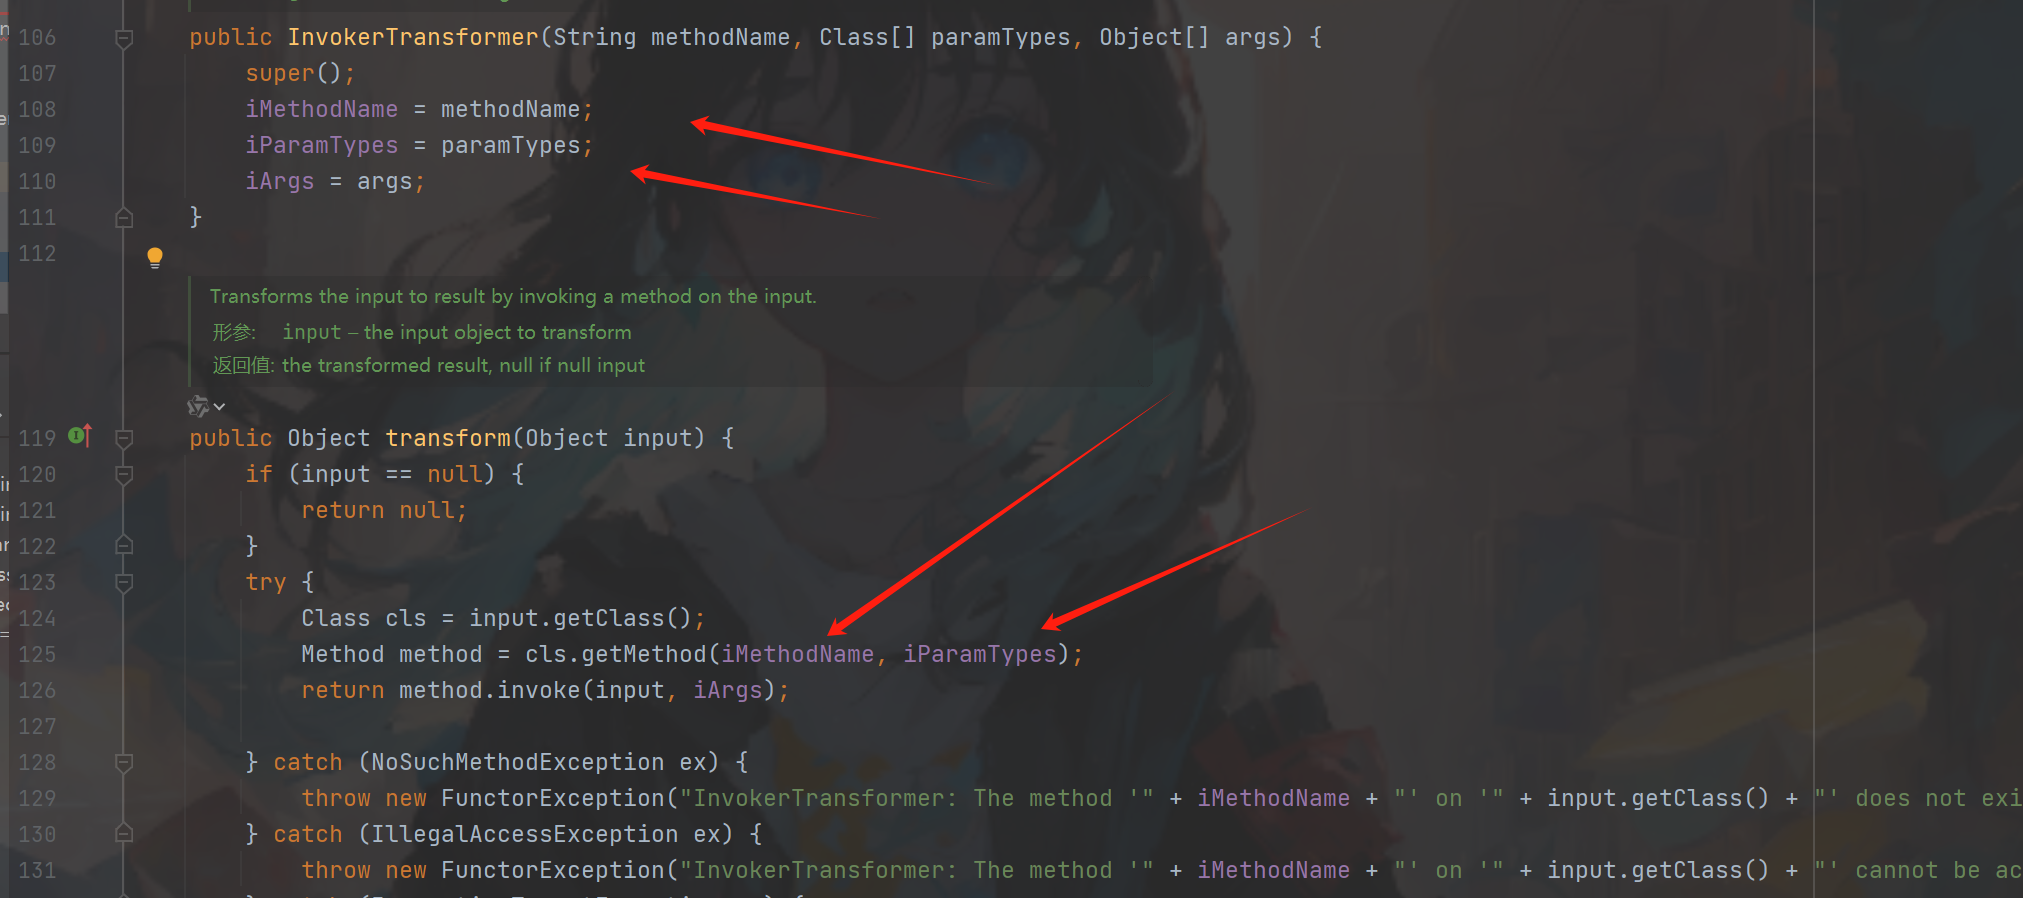 106 public InvokerTransformer(String methodName, Class[] paramTypes, Object[] args) {
107 super();
108 iMethodName = methodName;
109 iParamTypes = paramTypes;
110 iArgs = args;
111 }
112
Transforms the input to result by invoking a method on the input.
形参: input – the input object to transform
返回值: the transformed result, null if null input
119 public Object transform(Object input) {
120 if (input == null) {
121 return null;
122 }
123 try {
124 Class cls = input.getClass();
125 Method method = cls.getMethod(iMethodName, iParamTypes);
126 return method.invoke(input, iArgs);
127
128 } catch (NoSuchMethodException ex) {
129 throw new FunctorException("InvokerTransformer: The method '" + iMethodName + "' on '" + input.getClass() + "' does not exi
130 } catch (IllegalAccessException ex) {
131 throw new FunctorException("InvokerTransformer: The method '" + iMethodName + "' on '" + input.getClass() + "' cannot be ac